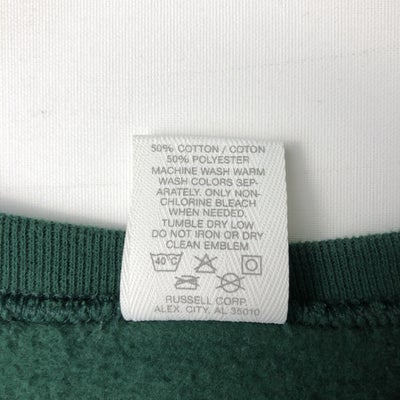 50% COTTON / COTON
50% POLYESTER
MACHINE WASH WARM
WASH COLORS SEP-
ARATELY. ONLY NON-
CHLORINE BLEACH
WHEN NEEDED.
TUMBLE DRY LOW
DO NOT IRON OR DRY
CLEAN EMBLEM
40°C
RUSSELL CORP.
ALEX. CITY, AL 35010